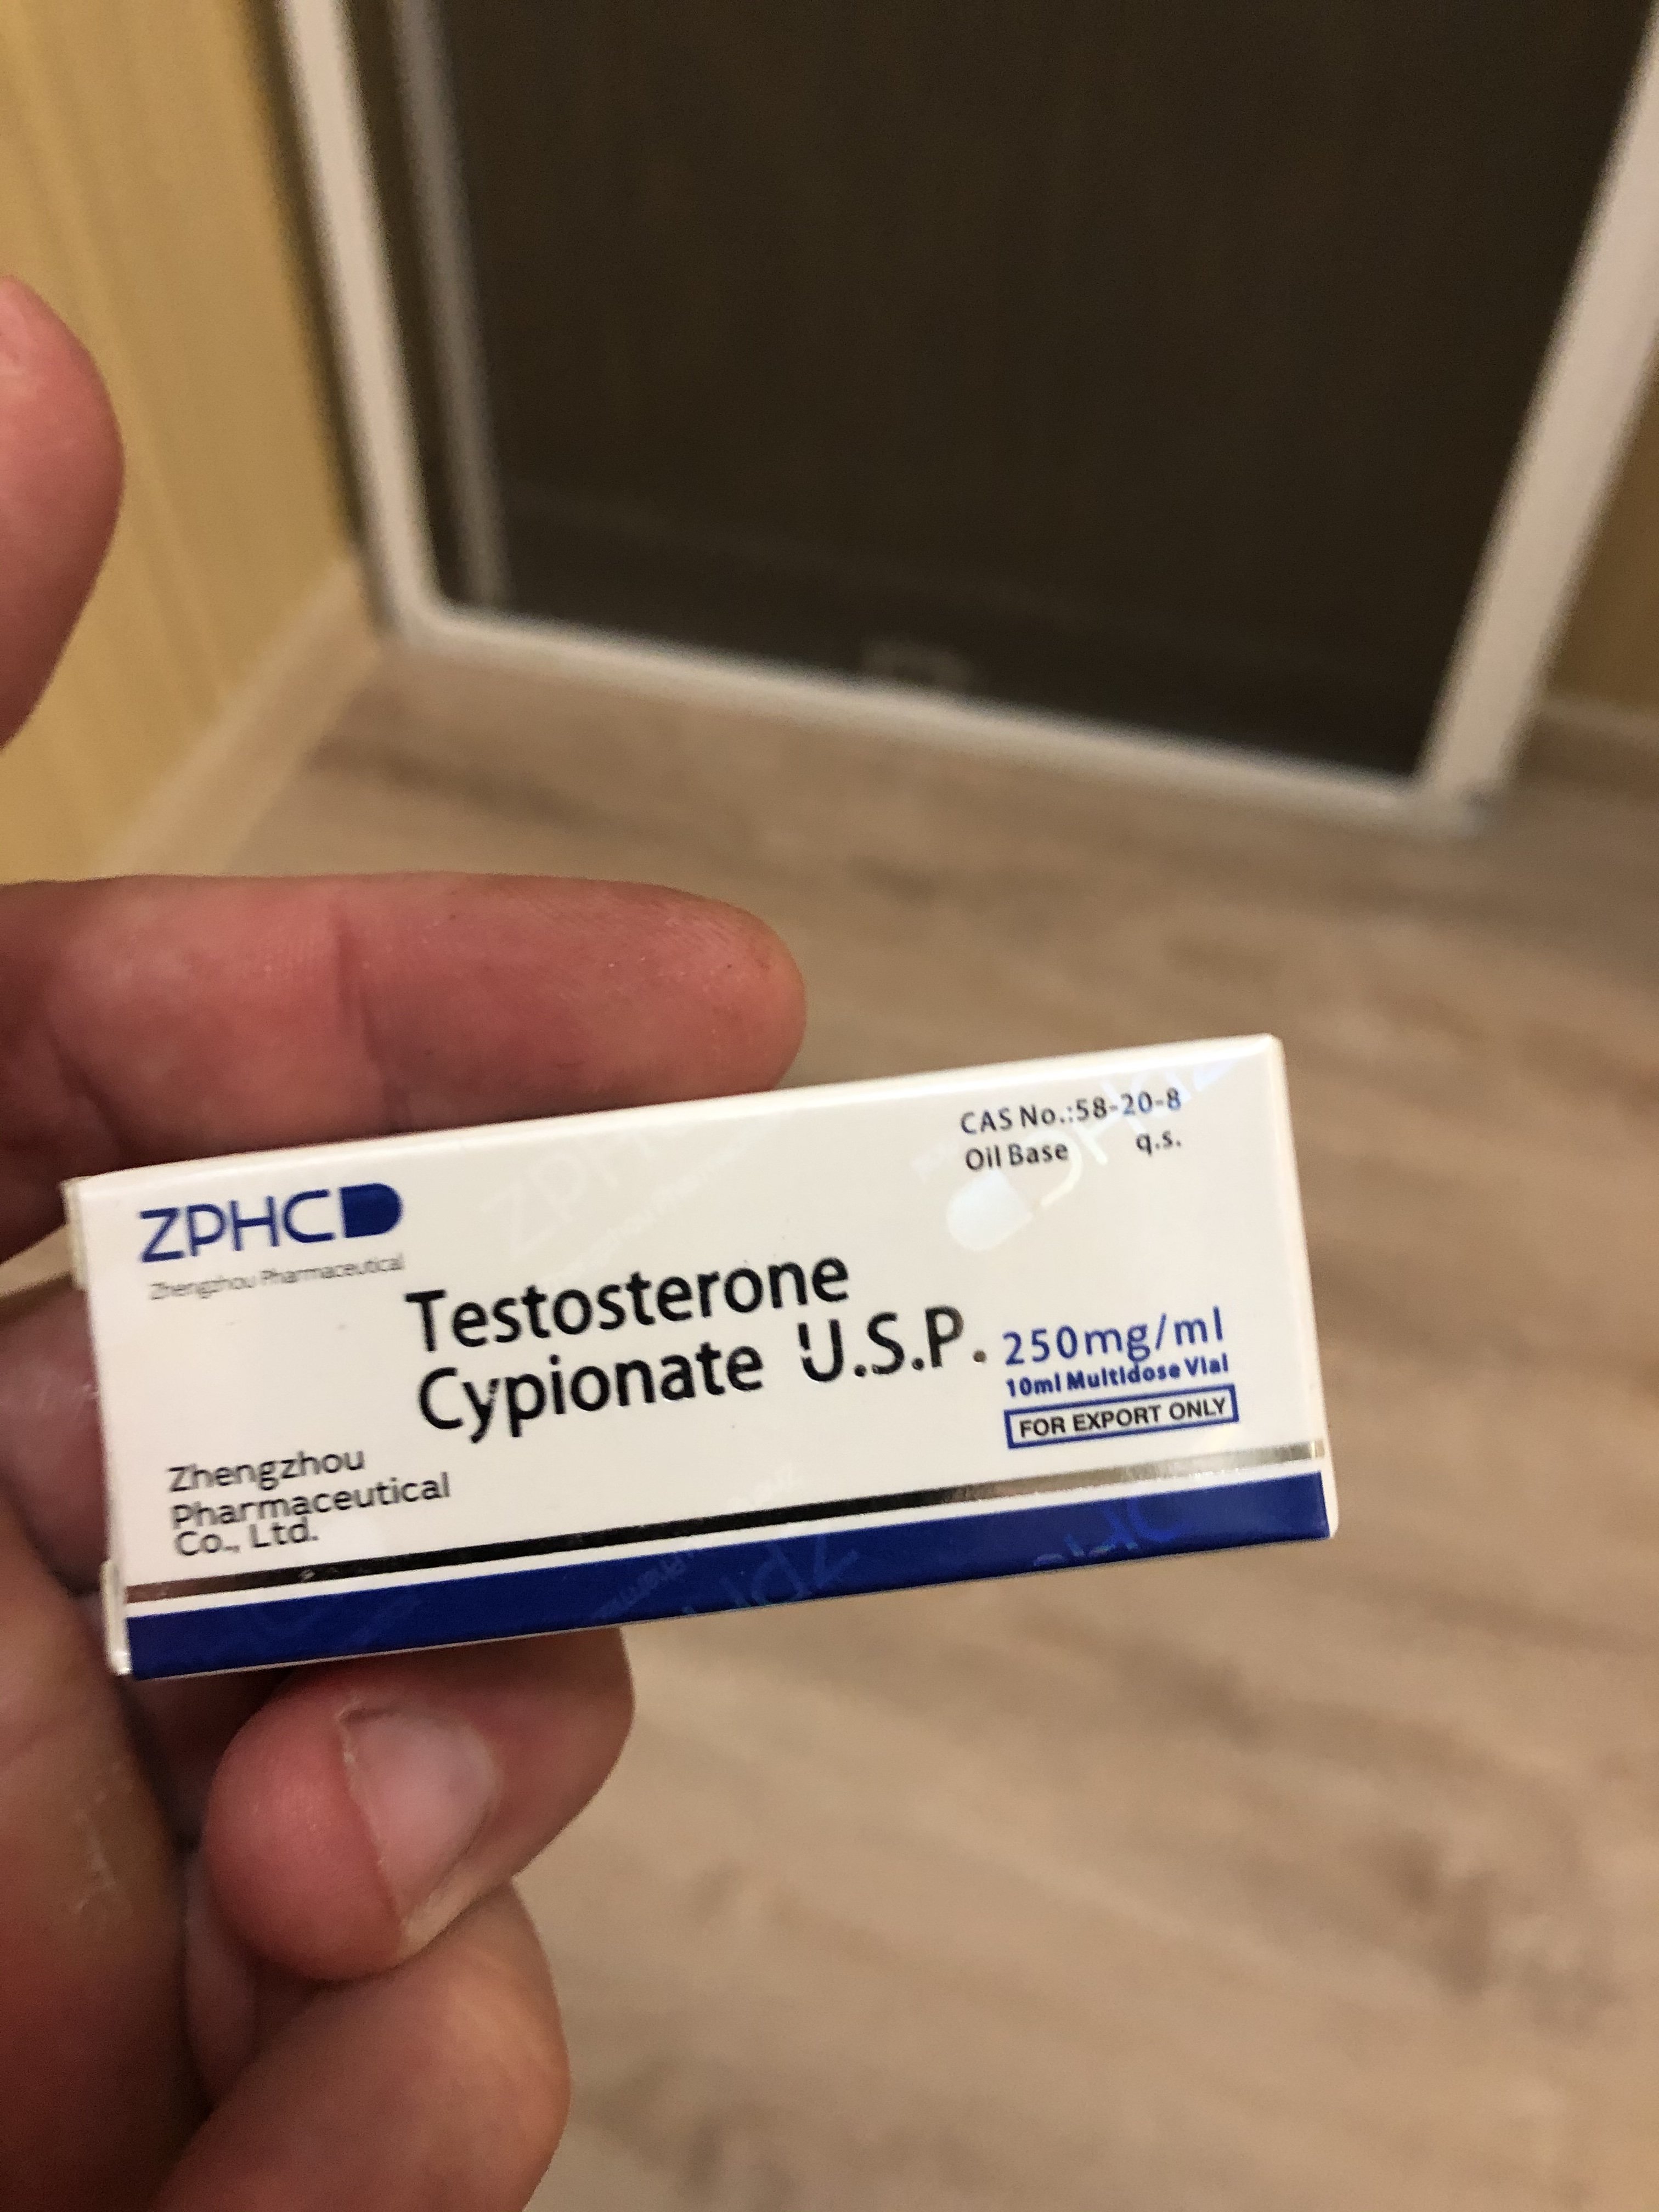 ZPHC
Zhengzhou Pharmaceutical
CAS No.:58-20-8
Oil Base q.s.
Testosterone
Cypionate U.S.P.
250mg/ml
10ml Multidose Vial
FOR EXPORT ONLY
Zhengzhou
Pharmaceutical
Co., Ltd.